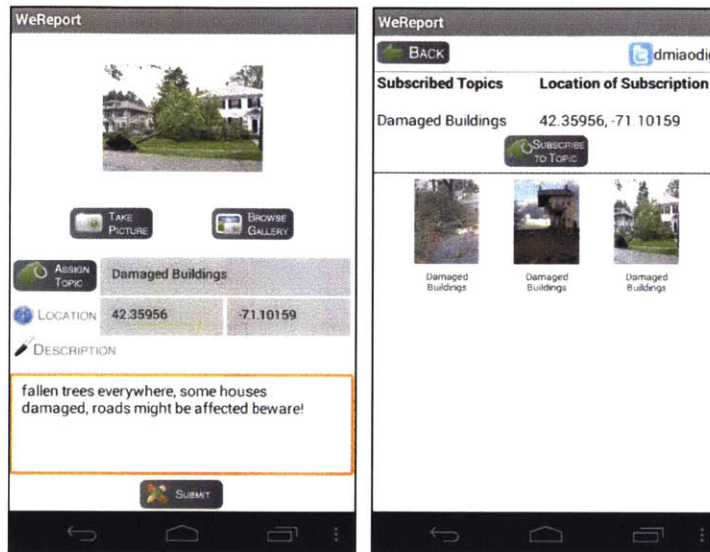 WeReport
TAKE
PICTURE
BROWSE
GALLERY
ASSIGN
TOPIC
Damaged Buildings
LOCATION
42.35956
-71.10159
DESCRIPTION
fallen trees everywhere, some houses
damaged, roads might be affected beware!
SUBMIT
WeReport
BACK
dmiaodi
Subscribed Topics
Location of Subscription
Damaged Buildings
42.35956, -71.10159
SUBSCRIBE
TO TOPIC
Damaged
Buildings
Damaged
Buildings
Damaged
Buildings